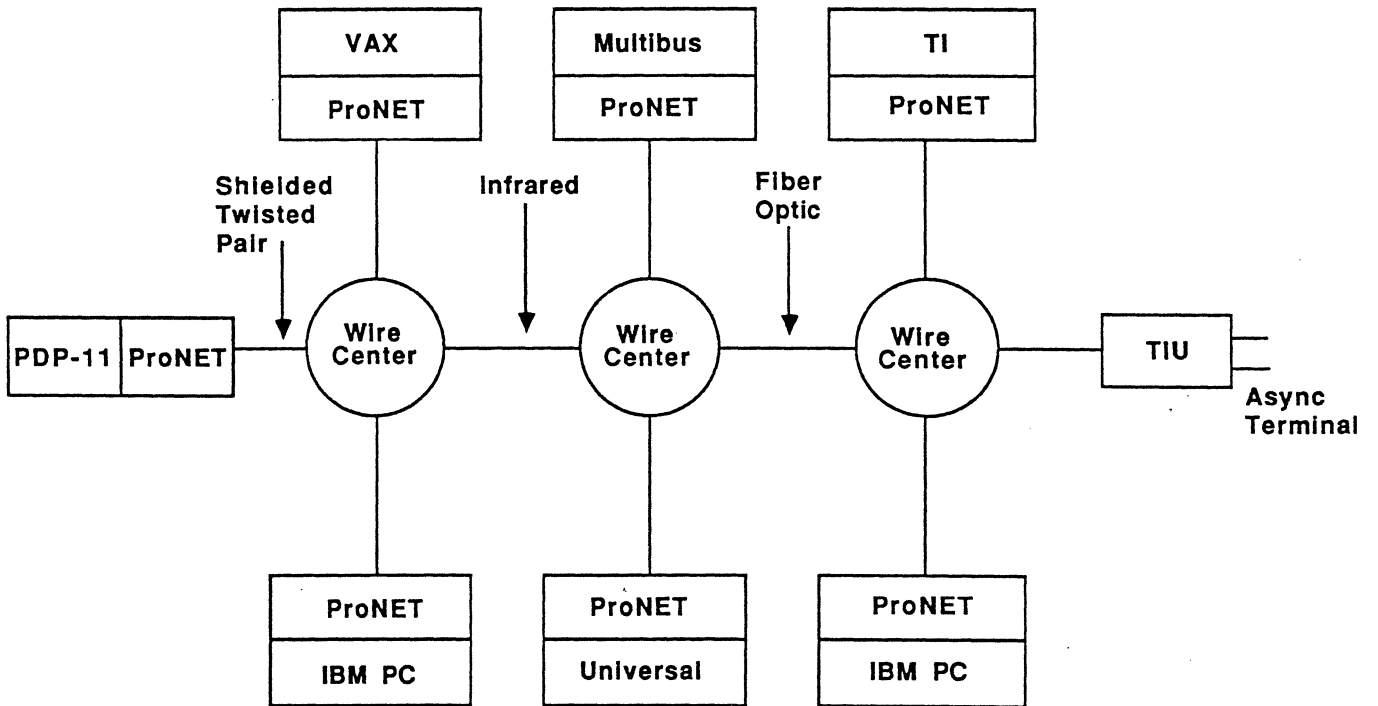 VAX
ProNET
Multibus
ProNET
TI
ProNET
Shielded
Twisted
Pair
Infrared
Fiber
Optic
PDP-11
ProNET
Wire
Center
Wire
Center
Wire
Center
TIU
Async
Terminal
ProNET
IBM PC
ProNET
Universal
ProNET
IBM PC